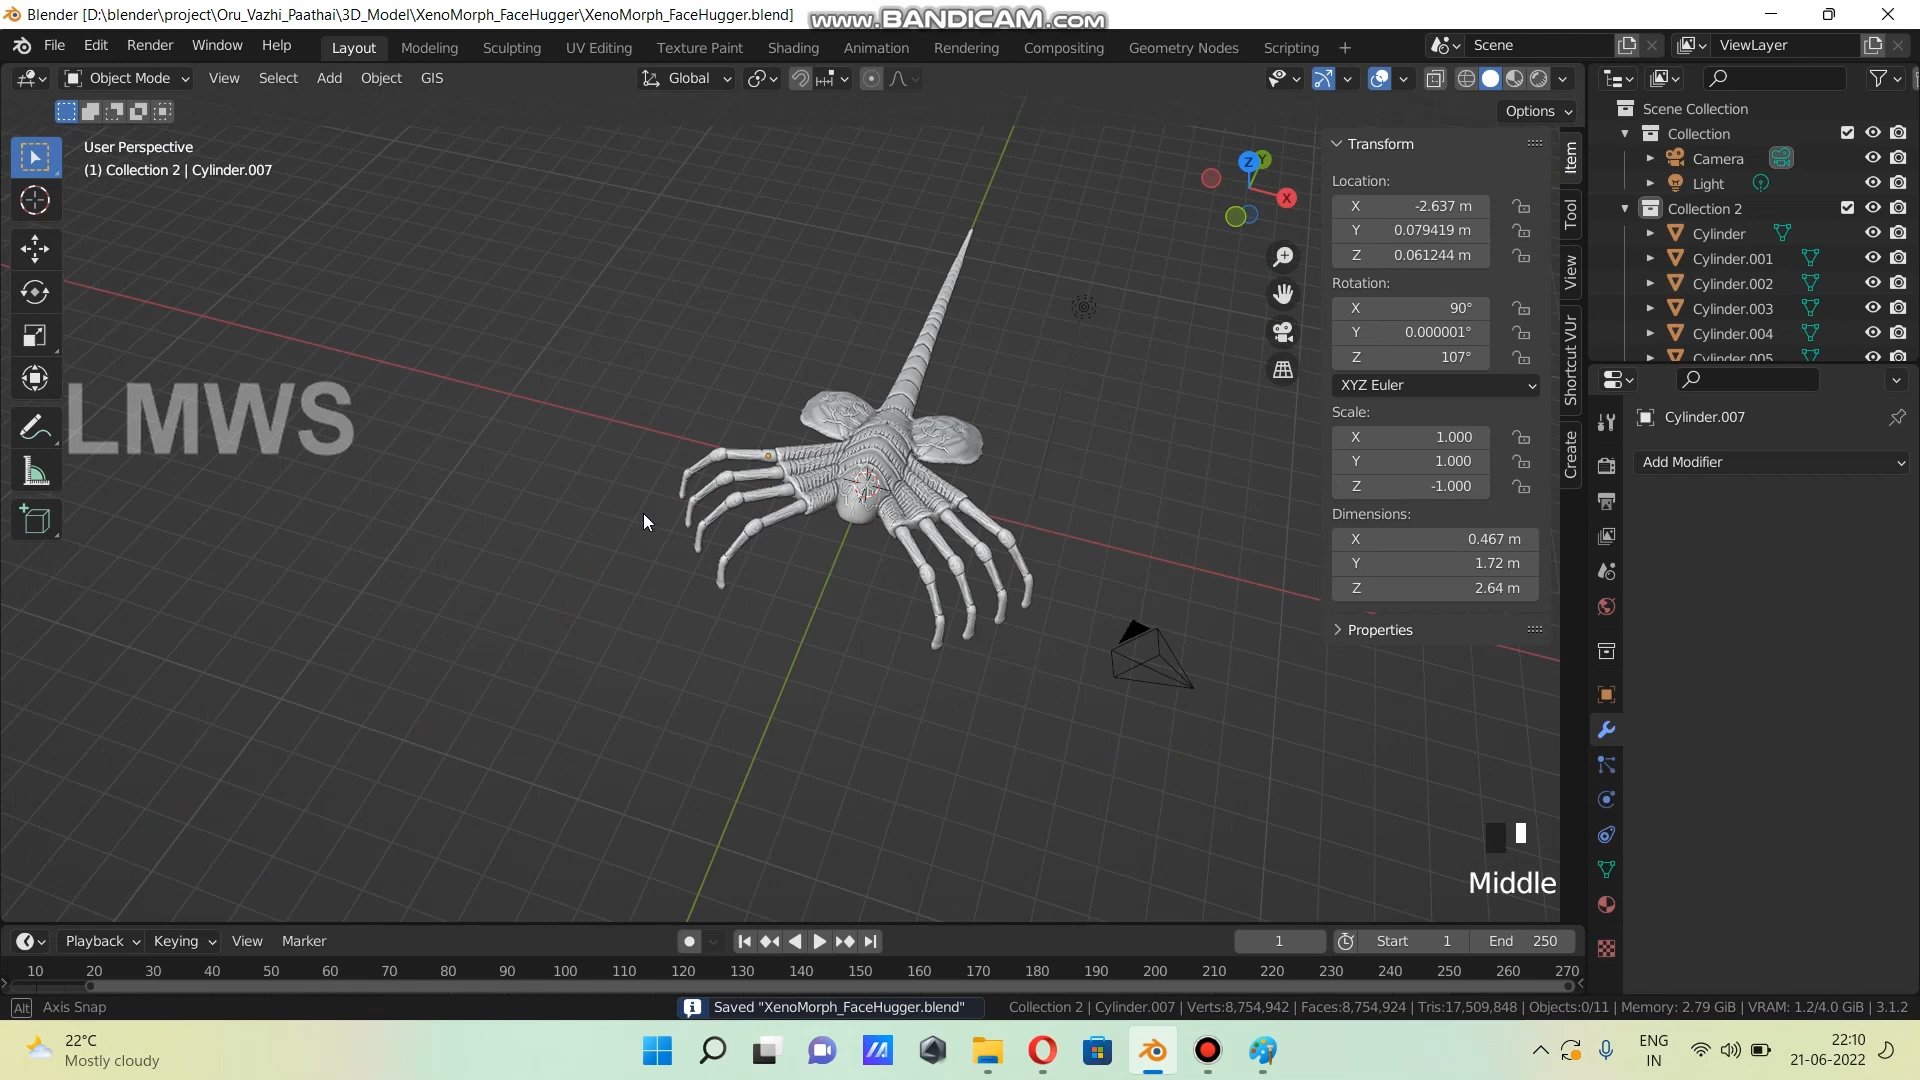 Blender [D:\blender\project\Oru_Vazhi_Paathai\3D_Model\XenoMorph_FaceHugger\XenoMorph_FaceHugger.blend]
www.BANDICAM.com
File Edit Render Window Help
Layout Modeling Sculpting UV Editing Texture Paint Shading Animation Rendering Compositing Geometry Nodes Scripting +
Scene
ViewLayer
Object Mode View Select Add Object GIS
Global
Options
User Perspective
(1) Collection 2 | Cylinder.007
Z
Y
X
LMWS
Transform
Location:
X -2.637 m
Y 0.079419 m
Z 0.061244 m
Rotation:
X 90°
Y 0.000001°
Z 107°
XYZ Euler
Scale:
X 1.000
Y 1.000
Z -1.000
Dimensions:
X 0.467 m
Y 1.72 m
Z 2.64 m
Properties
Item
Tool
View
Shortcut VUr
Create
Scene Collection
Collection
Camera
Light
Collection 2
Cylinder
Cylinder.001
Cylinder.002
Cylinder.003
Cylinder.004
Cylinder.005
Cylinder.007
Add Modifier
Middle
Playback Keying View Marker
1
Start 1
End 250
10 20 30 40 50 60 70 80 90 100 110 120 130 140 150 160 170 180 190 200 210 220 230 240 250 260 270
Alt Axis Snap
Saved "XenoMorph_FaceHugger.blend"
Collection 2 | Cylinder.007 | Verts:8,754,942 | Faces:8,754,924 | Tris:17,509,848 | Objects:0/11 | Memory: 2.79 GiB | VRAM: 1.2/4.0 GiB | 3.1.2
22°C
Mostly cloudy
ENG
IN
22:10
21-06-2022